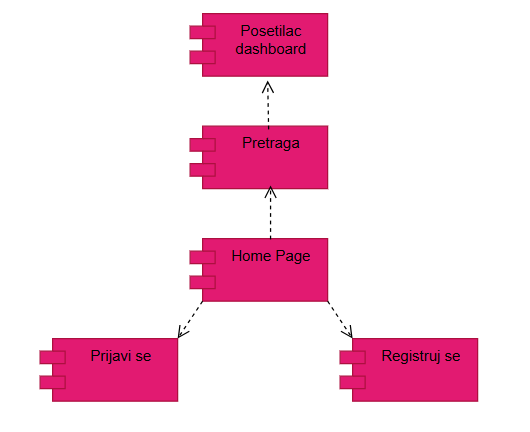 Posetilac
dashboard
Pretraga
Home Page
Prijavi se
Registruj se